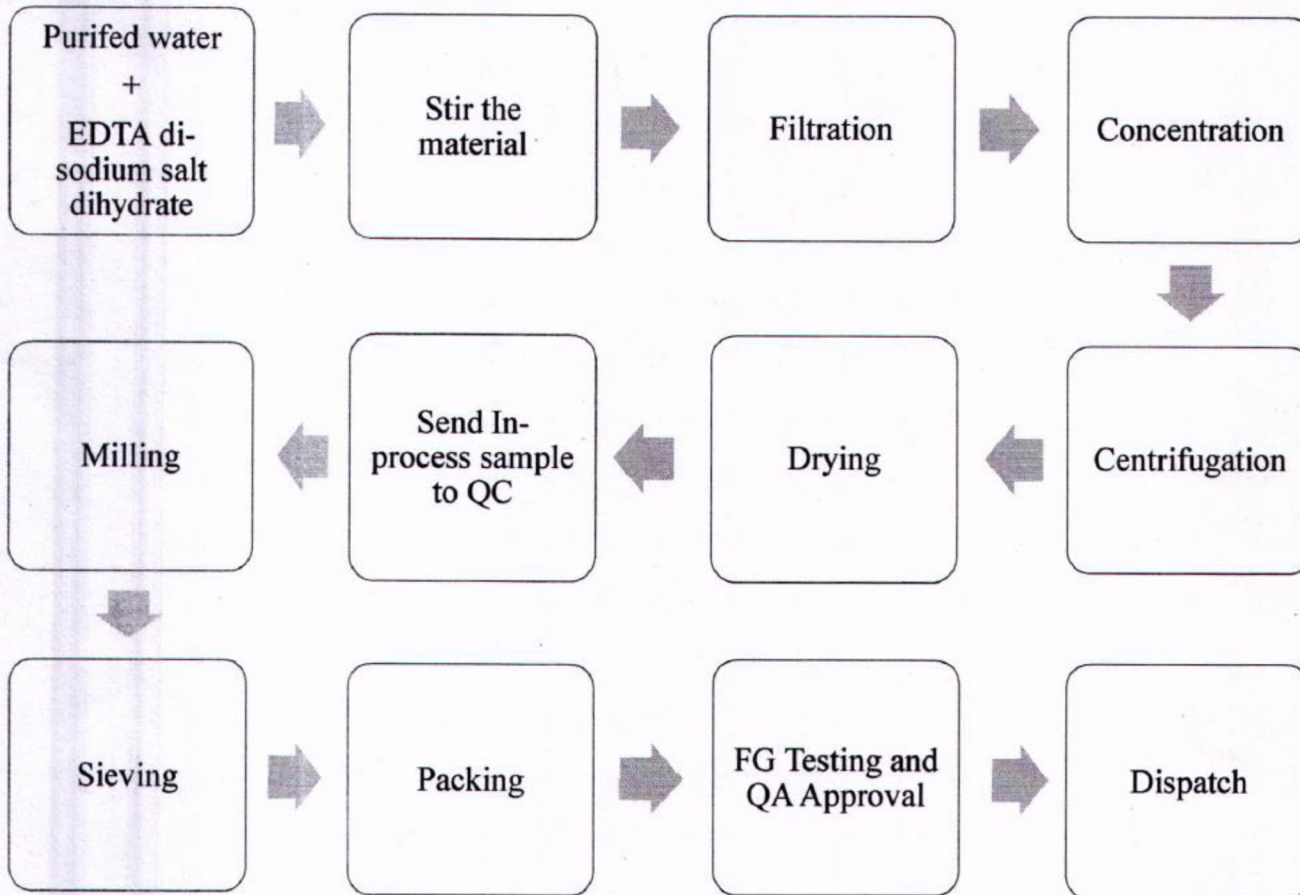 Purifed water
+
EDTA di-
sodium salt
dihydrate
Stir the
material
Filtration
Concentration
Centrifugation
Drying
Send In-
process sample
to QC
Milling
Sieving
Packing
FG Testing and
QA Approval
Dispatch